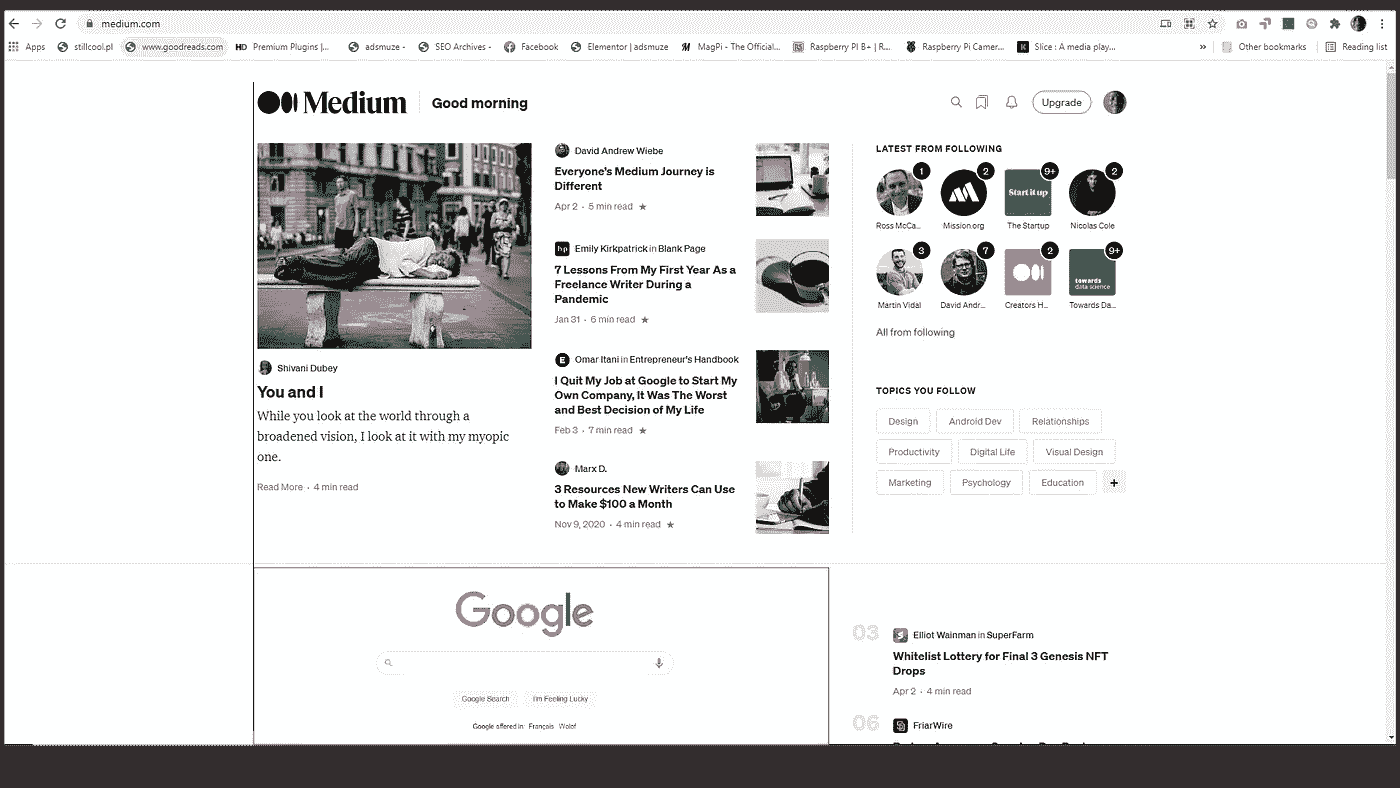 medium.com
Apps
stillcool.pl
www.goodreads.com
HD Premium Plugins |...
adsmuze -
SEO Archives -
Facebook
Elementor | adsmuze
MagPi - The Official...
Raspberry PI B+ | R...
Raspberry Pi Camer...
Slice : A media play...
»
Other bookmarks
Reading list
Medium
Good morning
Upgrade
Shivani Dubey
You and I
While you look at the world through a
broadened vision, I look at it with my myopic
one.
Read More · 4 min read
David Andrew Wiebe
Everyone's Medium Journey is
Different
Apr 2 · 5 min read ★
Emily Kirkpatrick in Blank Page
7 Lessons From My First Year As a
Freelance Writer During a
Pandemic
Jan 31 · 6 min read ★
E Omar Itani in Entrepreneur's Handbook
I Quit My Job at Google to Start My
Own Company, It Was The Worst
and Best Decision of My Life
Feb 3 · 7 min read ★
Marx D.
3 Resources New Writers Can Use
to Make $100 a Month
Nov 9, 2020 · 4 min read ★
LATEST FROM FOLLOWING
1 2 9+ 2
Start it up
Ross McCa... Mission.org The Startup Nicolas Cole
3 7 2 9+
towards
data science
Martin Vidal David Andr... Creators H... Towards Da...
All from following
TOPICS YOU FOLLOW
Design Android Dev Relationships
Productivity Digital Life Visual Design
Marketing Psychology Education +
Google
Google Search I'm Feeling Lucky
Google offered in: Français Wolof
03
Elliot Wainman in SuperFarm
Whitelist Lottery for Final 3 Genesis NFT
Drops
Apr 2 · 4 min read
06
FriarWire